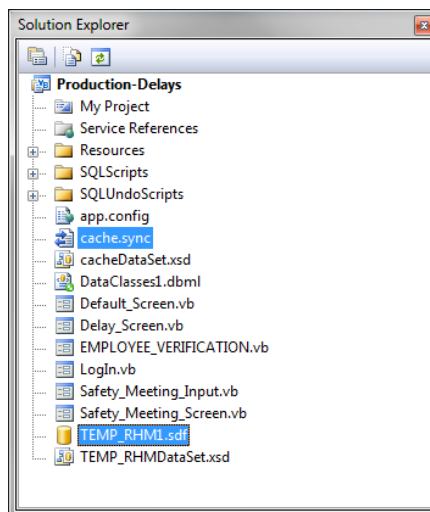 Solution Explorer
Production-Delays
My Project
Service References
Resources
SQLScripts
SQLUndoScripts
app.config
cache.sync
cacheDataSet.xsd
DataClasses1.dbml
Default_Screen.vb
Delay_Screen.vb
EMPLOYEE_VERIFICATION.vb
LogIn.vb
Safety_Meeting_Input.vb
Safety_Meeting_Screen.vb
TEMP_RHM1.sdf
TEMP_RHMDataSet.xsd